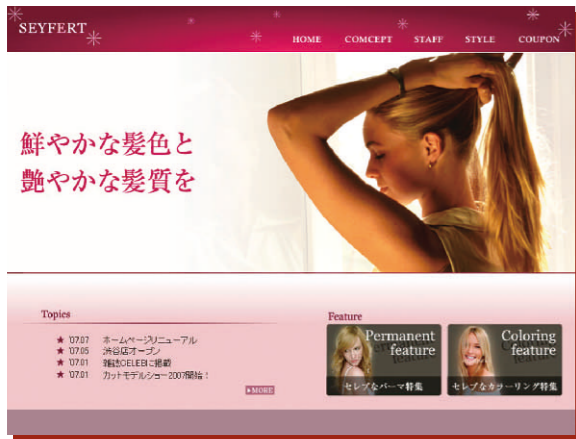 SEYFERT
HOME COMCEPT STAFF STYLE COUPON
鮮やかな髪色と
艶やかな髪質を
Topics
★ '07.07 ホームページリニューアル
★ '07.05 渋谷店オープン
★ '07.01 雑誌CELEBに掲載
★ '07.01 カットモデルショー2007開始！
MORE
Feature
Permanent
feature
セレブなパーマ特集
Coloring
feature
セレブなカラーリング特集